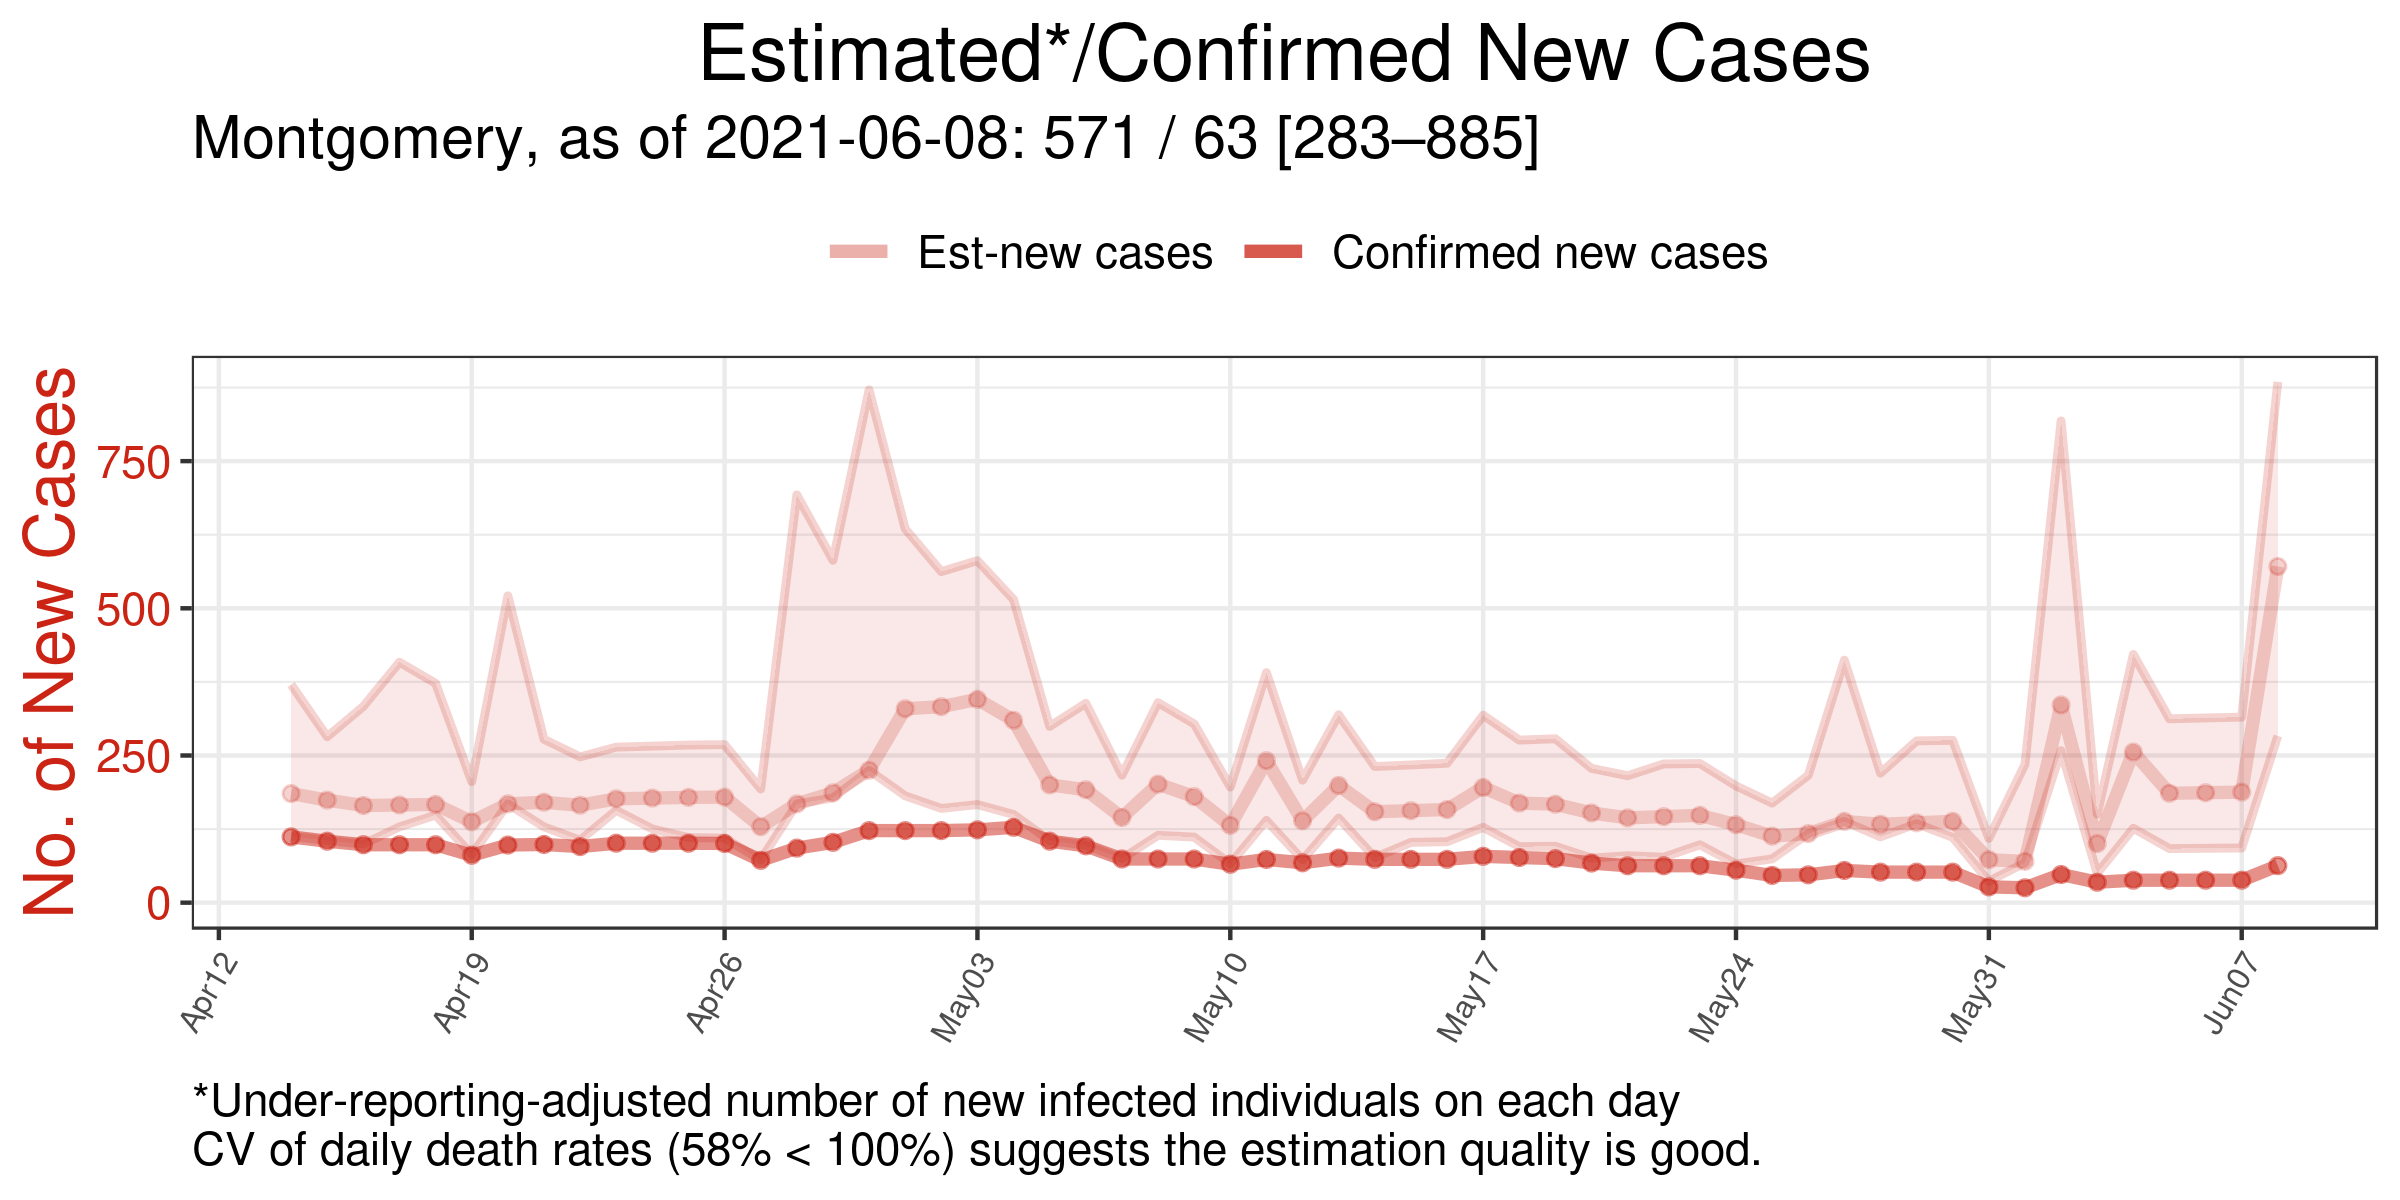 Estimated*/Confirmed New Cases
Montgomery, as of 2021-06-08: 571 / 63 [283–885]
Est-new cases Confirmed new cases
No. of New Cases
750
500
250
0
Apr12 Apr19 Apr26 May03 May10 May17 May24 May31 Jun07
*Under-reporting-adjusted number of new infected individuals on each day
CV of daily death rates (58% < 100%) suggests the estimation quality is good.